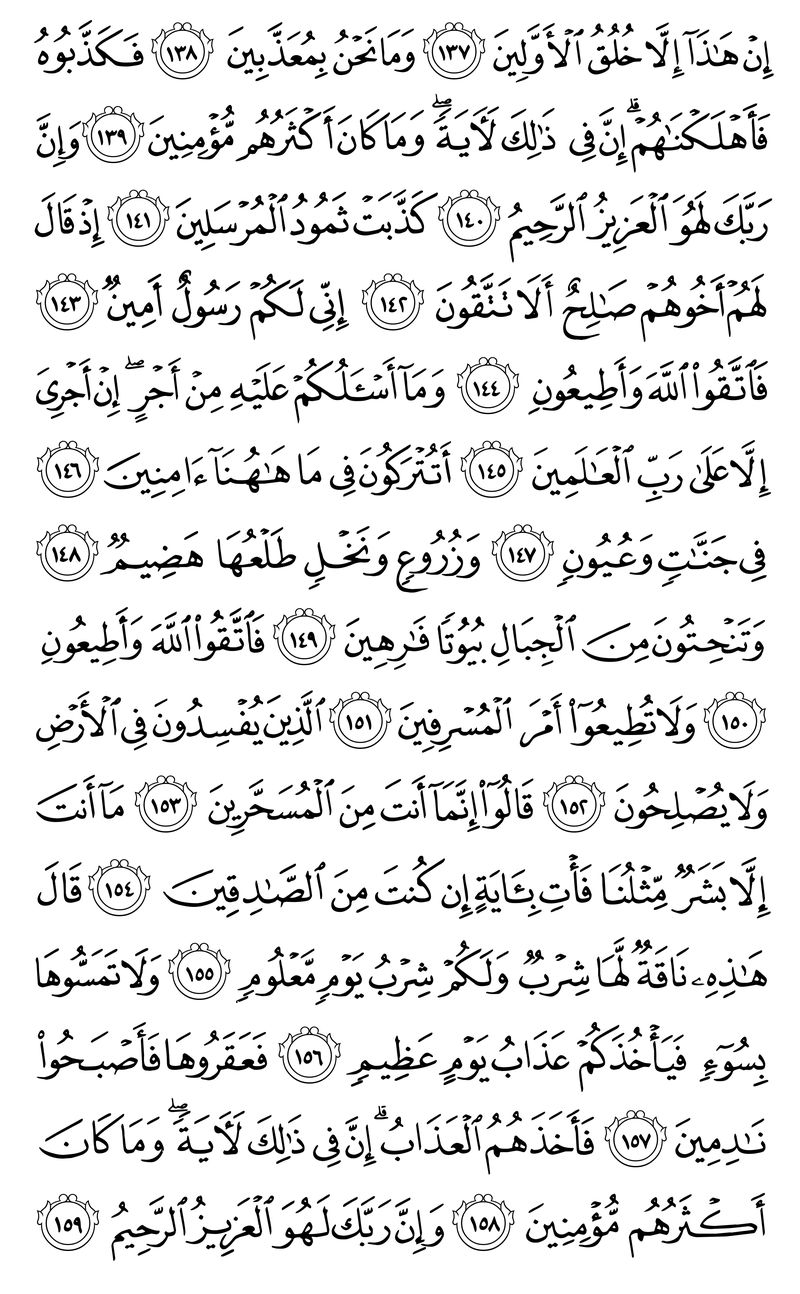 إِنۡ هَٰذَآ إِلَّا خُلُقُ ٱلۡأَوَّلِينَ ١٣٧ وَمَا نَحۡنُ بِمُعَذَّبِينَ ١٣٨ فَكَذَّبُوهُ
فَأَهۡلَكۡنَٰهُمۡۚ إِنَّ فِي ذَٰلِكَ لَأٓيَةٗۖ وَمَا كَانَ أَكۡثَرُهُم مُّؤۡمِنِينَ ١٣٩ وَإِنَّ
رَبَّكَ لَهُوَ ٱلۡعَزِيزُ ٱلرَّحِيمُ ١٤٠ كَذَّبَتۡ ثَمُودُ ٱلۡمُرۡسَلِينَ ١٤١ إِذۡ قَالَ
لَهُمۡ أَخُوهُمۡ صَٰلِحٌ أَلَا تَتَّقُونَ ١٤٢ إِنِّي لَكُمۡ رَسُولٌ أَمِينٞ ١٤٣
فَٱتَّقُواْ ٱللَّهَ وَأَطِيعُونِ ١٤٤ وَمَآ أَسۡـَٔلُكُمۡ عَلَيۡهِ مِنۡ أَجۡرٍۖ إِنۡ أَجۡرِيَ
إِلَّا عَلَىٰ رَبِّ ٱلۡعَٰلَمِينَ ١٤٥ أَتُتۡرَكُونَ فِي مَا هَٰهُنَآ ءَامِنِينَ ١٤٦
فِي جَنَّٰتٖ وَعُيُونٖ ١٤٧ وَزُرُوعٖ وَنَخۡلٖ طَلۡعُهَا هَضِيمٞ ١٤٨
وَتَنۡحِتُونَ مِنَ ٱلۡجِبَالِ بُيُوتٗا فَٰرِهِينَ ١٤٩ فَٱتَّقُواْ ٱللَّهَ وَأَطِيعُونِ
١٥٠ وَلَا تُطِيعُوٓاْ أَمۡرَ ٱلۡمُسۡرِفِينَ ١٥١ ٱلَّذِينَ يُفۡسِدُونَ فِي ٱلۡأَرۡضِ
وَلَا يُصۡلِحُونَ ١٥٢ قَالُوٓاْ إِنَّمَآ أَنتَ مِنَ ٱلۡمُسَحَّرِينَ ١٥٣ مَآ أَنتَ
إِلَّا بَشَرٞ مِّثۡلُنَا فَأۡتِ بِـَٔايَةٍ إِن كُنتَ مِنَ ٱلصَّٰدِقِينَ ١٥٤ قَالَ
هَٰذِهِۦ نَاقَةٞ لَّهَا شِرۡبٞ وَلَكُمۡ شِرۡبُ يَوۡمٖ مَّعۡلُومٖ ١٥٥ وَلَا تَمَسُّوهَا
بِسُوٓءٖ فَيَأۡخُذَكُمۡ عَذَابُ يَوۡمٍ عَظِيمٖ ١٥٦ فَعَقَرُوهَا فَأَصۡبَحُواْ
نَٰدِمِينَ ١٥٧ فَأَخَذَهُمُ ٱلۡعَذَابُۚ إِنَّ فِي ذَٰلِكَ لَأٓيَةٗۖ وَمَا كَانَ
أَكۡثَرُهُم مُّؤۡمِنِينَ ١٥٨ وَإِنَّ رَبَّكَ لَهُوَ ٱلۡعَزِيزُ ٱلرَّحِيمُ ١٥٩